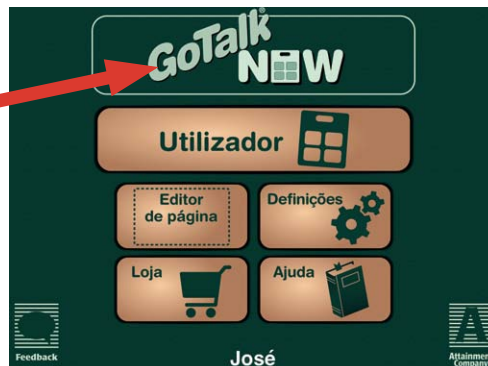 GoTalk
NOW
Utilizador
Editor
de página
Definições
Loja
Ajuda
Feedback
José
Attainment
Company